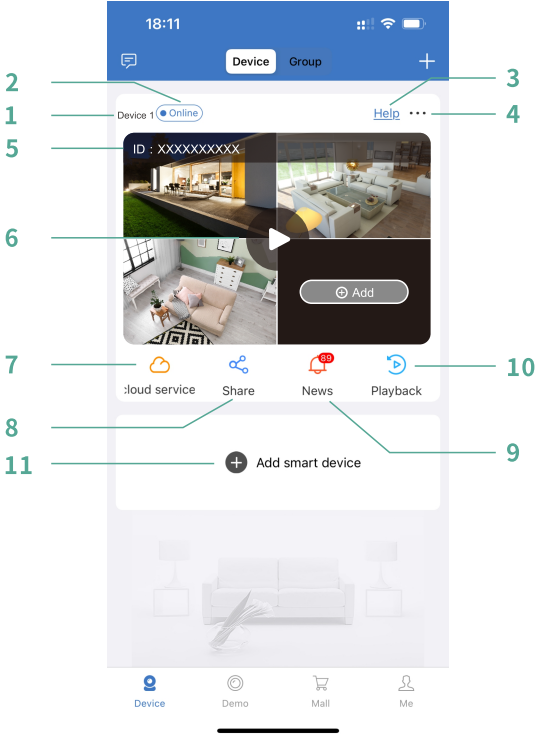 18:11
Device Group
2
3
1
Device 1 Online
Help
4
5
ID : XXXXXXXXXX
6
Add
89
7
10
:loud service Share News Playback
8
9
11
Add smart device
Device Demo Mall Me